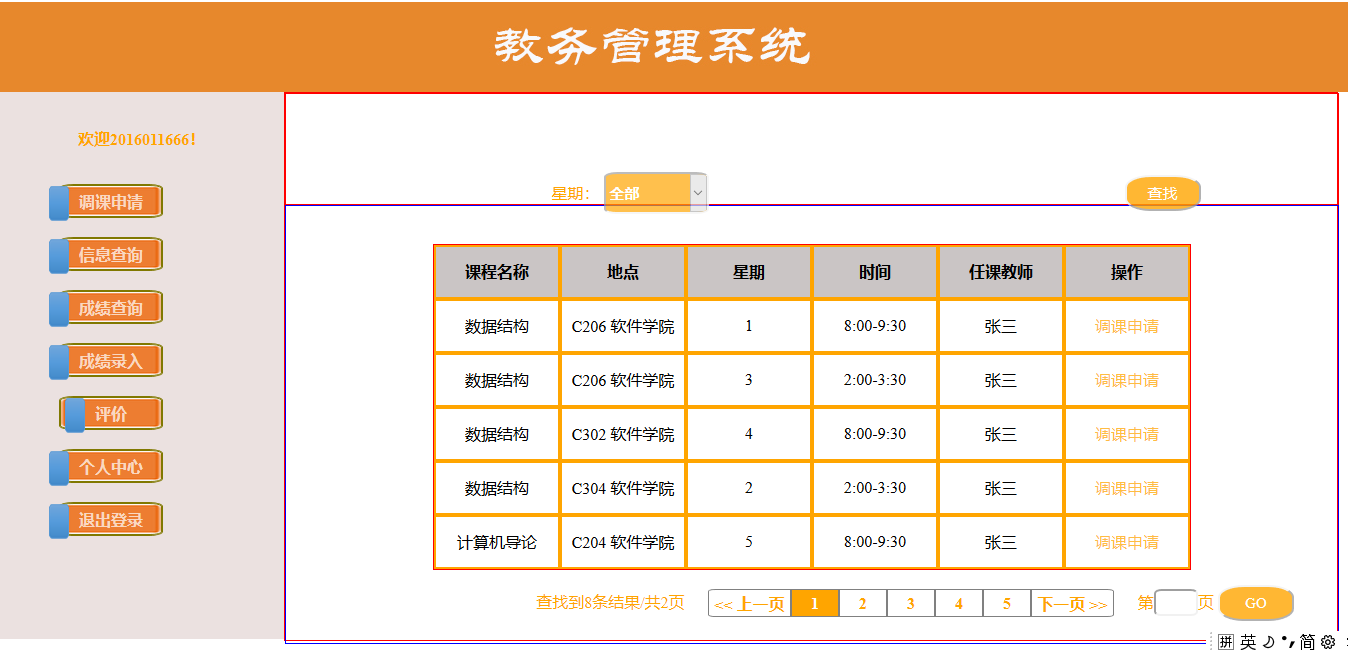 教务管理系统
欢迎2016011666!
调课申请
信息查询
成绩查询
成绩录入
评价
个人中心
退出登录
星期： 全部 查找
课程名称 地点 星期 时间 任课教师 操作
数据结构 C206 软件学院 1 8:00-9:30 张三 调课申请
数据结构 C206 软件学院 3 2:00-3:30 张三 调课申请
数据结构 C302 软件学院 4 8:00-9:30 张三 调课申请
数据结构 C304 软件学院 2 2:00-3:30 张三 调课申请
计算机导论 C204 软件学院 5 8:00-9:30 张三 调课申请
查找到8条结果/共2页 << 上一页 1 2 3 4 5 下一页 >> 第 页 GO
拼 英 简